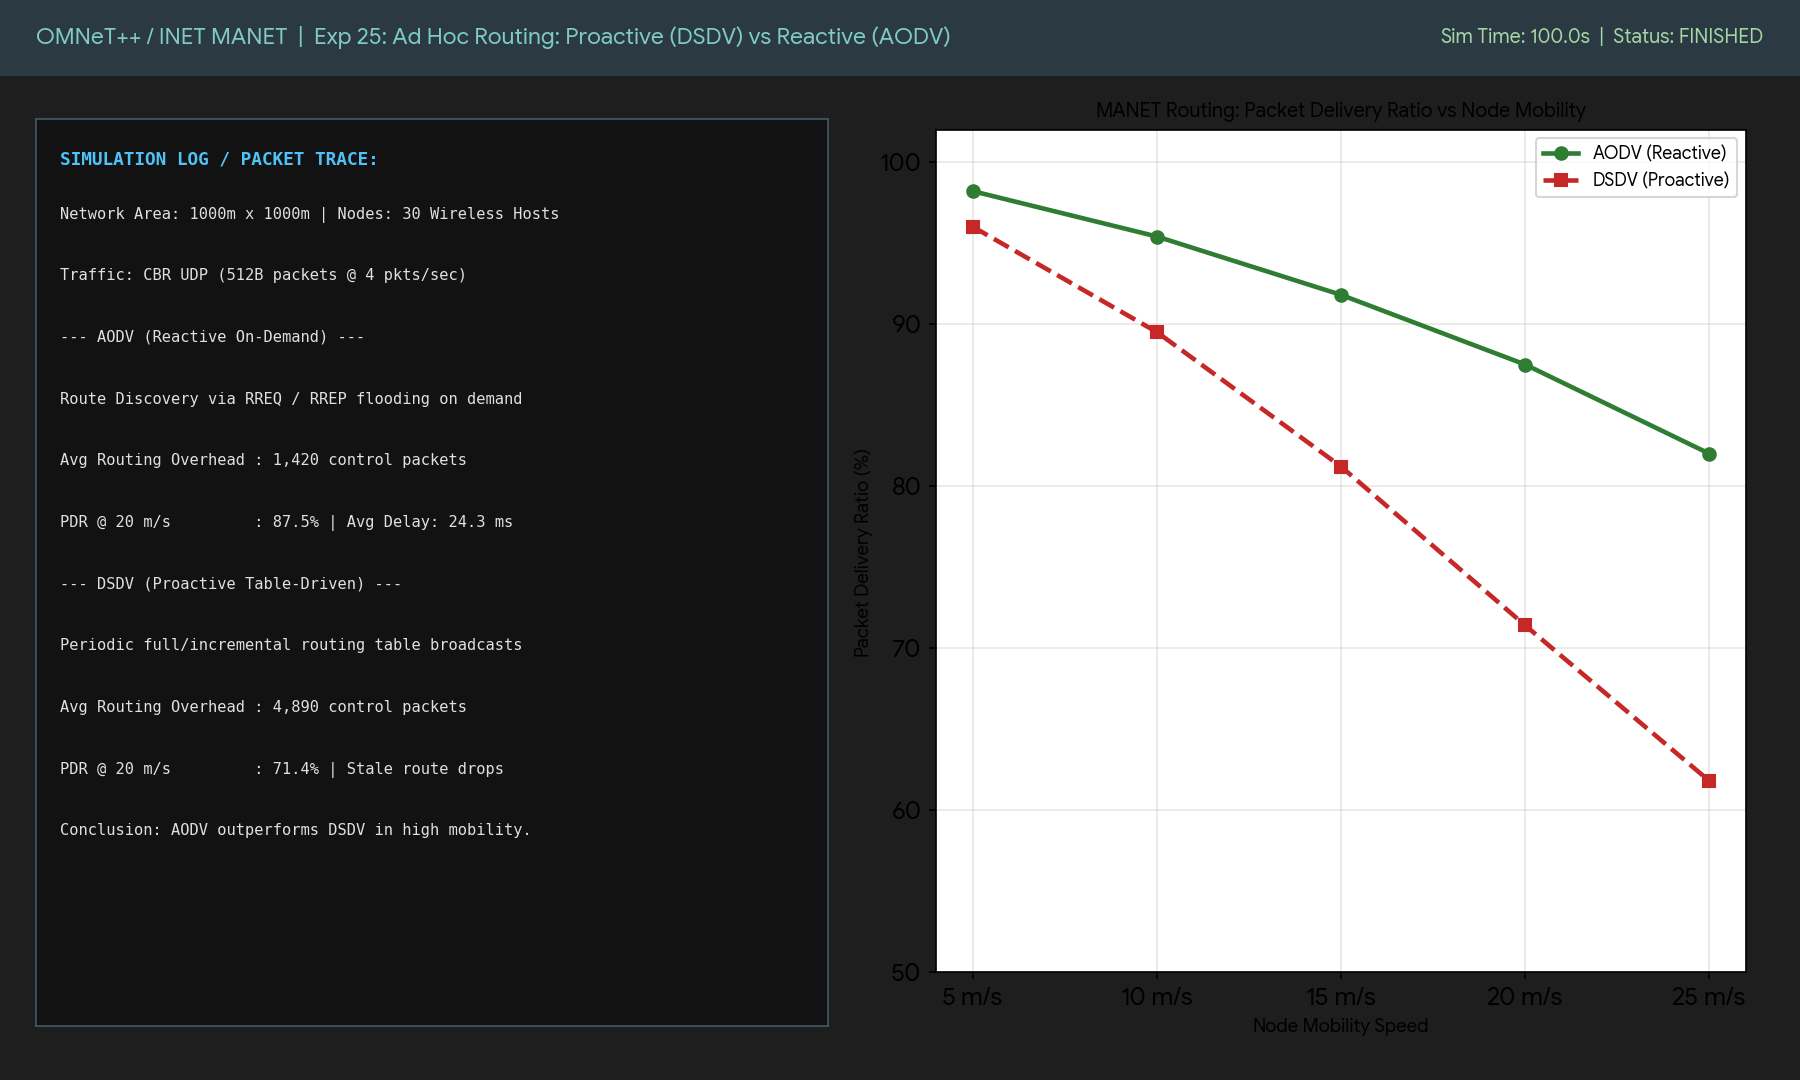 OMNeT++ / INET MANET | Exp 25: Ad Hoc Routing: Proactive (DSDV) vs Reactive (AODV)
Sim Time: 100.0s | Status: FINISHED
SIMULATION LOG / PACKET TRACE:
Network Area: 1000m x 1000m | Nodes: 30 Wireless Hosts
Traffic: CBR UDP (512B packets @ 4 pkts/sec)
--- AODV (Reactive On-Demand) ---
Route Discovery via RREQ / RREP flooding on demand
Avg Routing Overhead : 1,420 control packets
PDR @ 20 m/s         : 87.5% | Avg Delay: 24.3 ms
--- DSDV (Proactive Table-Driven) ---
Periodic full/incremental routing table broadcasts
Avg Routing Overhead : 4,890 control packets
PDR @ 20 m/s         : 71.4% | Stale route drops
Conclusion: AODV outperforms DSDV in high mobility.
MANET Routing: Packet Delivery Ratio vs Node Mobility
AODV (Reactive)
DSDV (Proactive)
Packet Delivery Ratio (%)
100
90
80
70
60
50
5 m/s
10 m/s
15 m/s
20 m/s
25 m/s
Node Mobility Speed